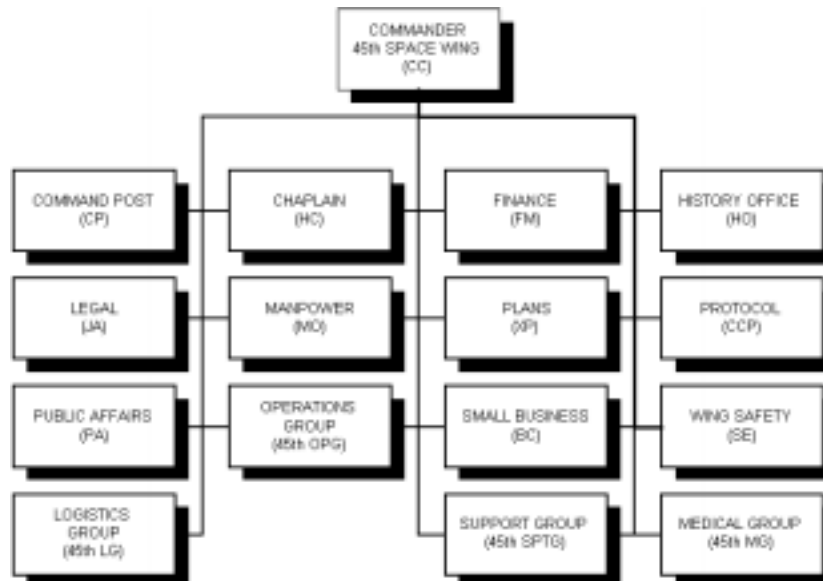 COMMANDER
45th SPACE WING
(CC)
COMMAND POST
(CP)
CHAPLAIN
(HC)
FINANCE
(FM)
HISTORY OFFICE
(HO)
LEGAL
(JA)
MANPOWER
(MO)
PLANS
(XP)
PROTOCOL
(CCP)
PUBLIC AFFAIRS
(PA)
OPERATIONS
GROUP
(45th OPG)
SMALL BUSINESS
(BC)
WING SAFETY
(SE)
LOGISTICS
GROUP
(45th LG)
SUPPORT GROUP
(45th SPTG)
MEDICAL GROUP
(45th MG)